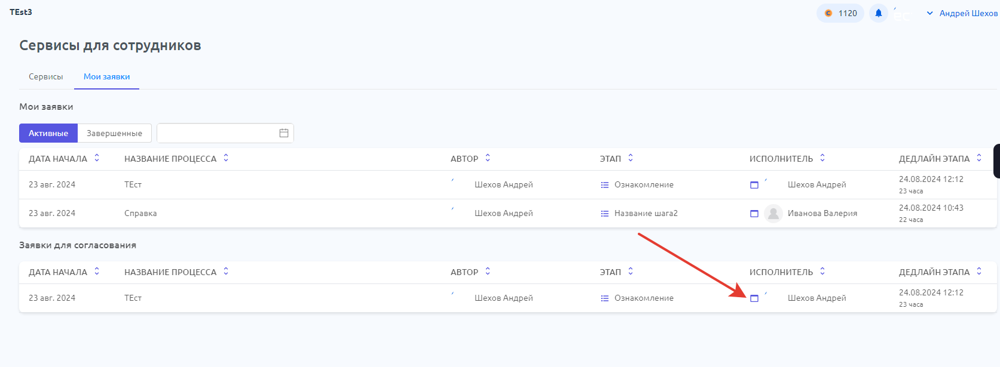 TEst3
1120
Андрей Шехов
Сервисы для сотрудников
Сервисы Мои заявки
Мои заявки
Активные Завершенные
ДАТА НАЧАЛА НАЗВАНИЕ ПРОЦЕССА АВТОР ЭТАП ИСПОЛНИТЕЛЬ ДЕДЛАЙН ЭТАПА
23 авг. 2024 ТЕст Шехов Андрей Ознакомление Шехов Андрей 24.08.2024 12:12
23 часа
23 авг. 2024 Справка Шехов Андрей Название шага2 Иванова Валерия 24.08.2024 10:43
22 часа
Заявки для согласования
ДАТА НАЧАЛА НАЗВАНИЕ ПРОЦЕССА АВТОР ЭТАП ИСПОЛНИТЕЛЬ ДЕДЛАЙН ЭТАПА
23 авг. 2024 ТЕст Шехов Андрей Ознакомление Шехов Андрей 24.08.2024 12:12
23 часа